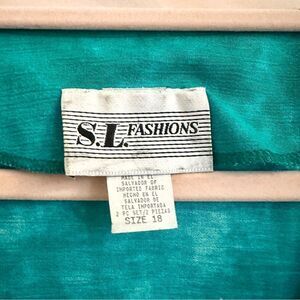 S.L. FASHIONS
MADE IN EL
SALVADOR OF
IMPORTED FABRIC
HECHO EN EL
SALVADOR DE
TELA IMPORTADA
2 PC SET/2 PIEZAS
SIZE 18